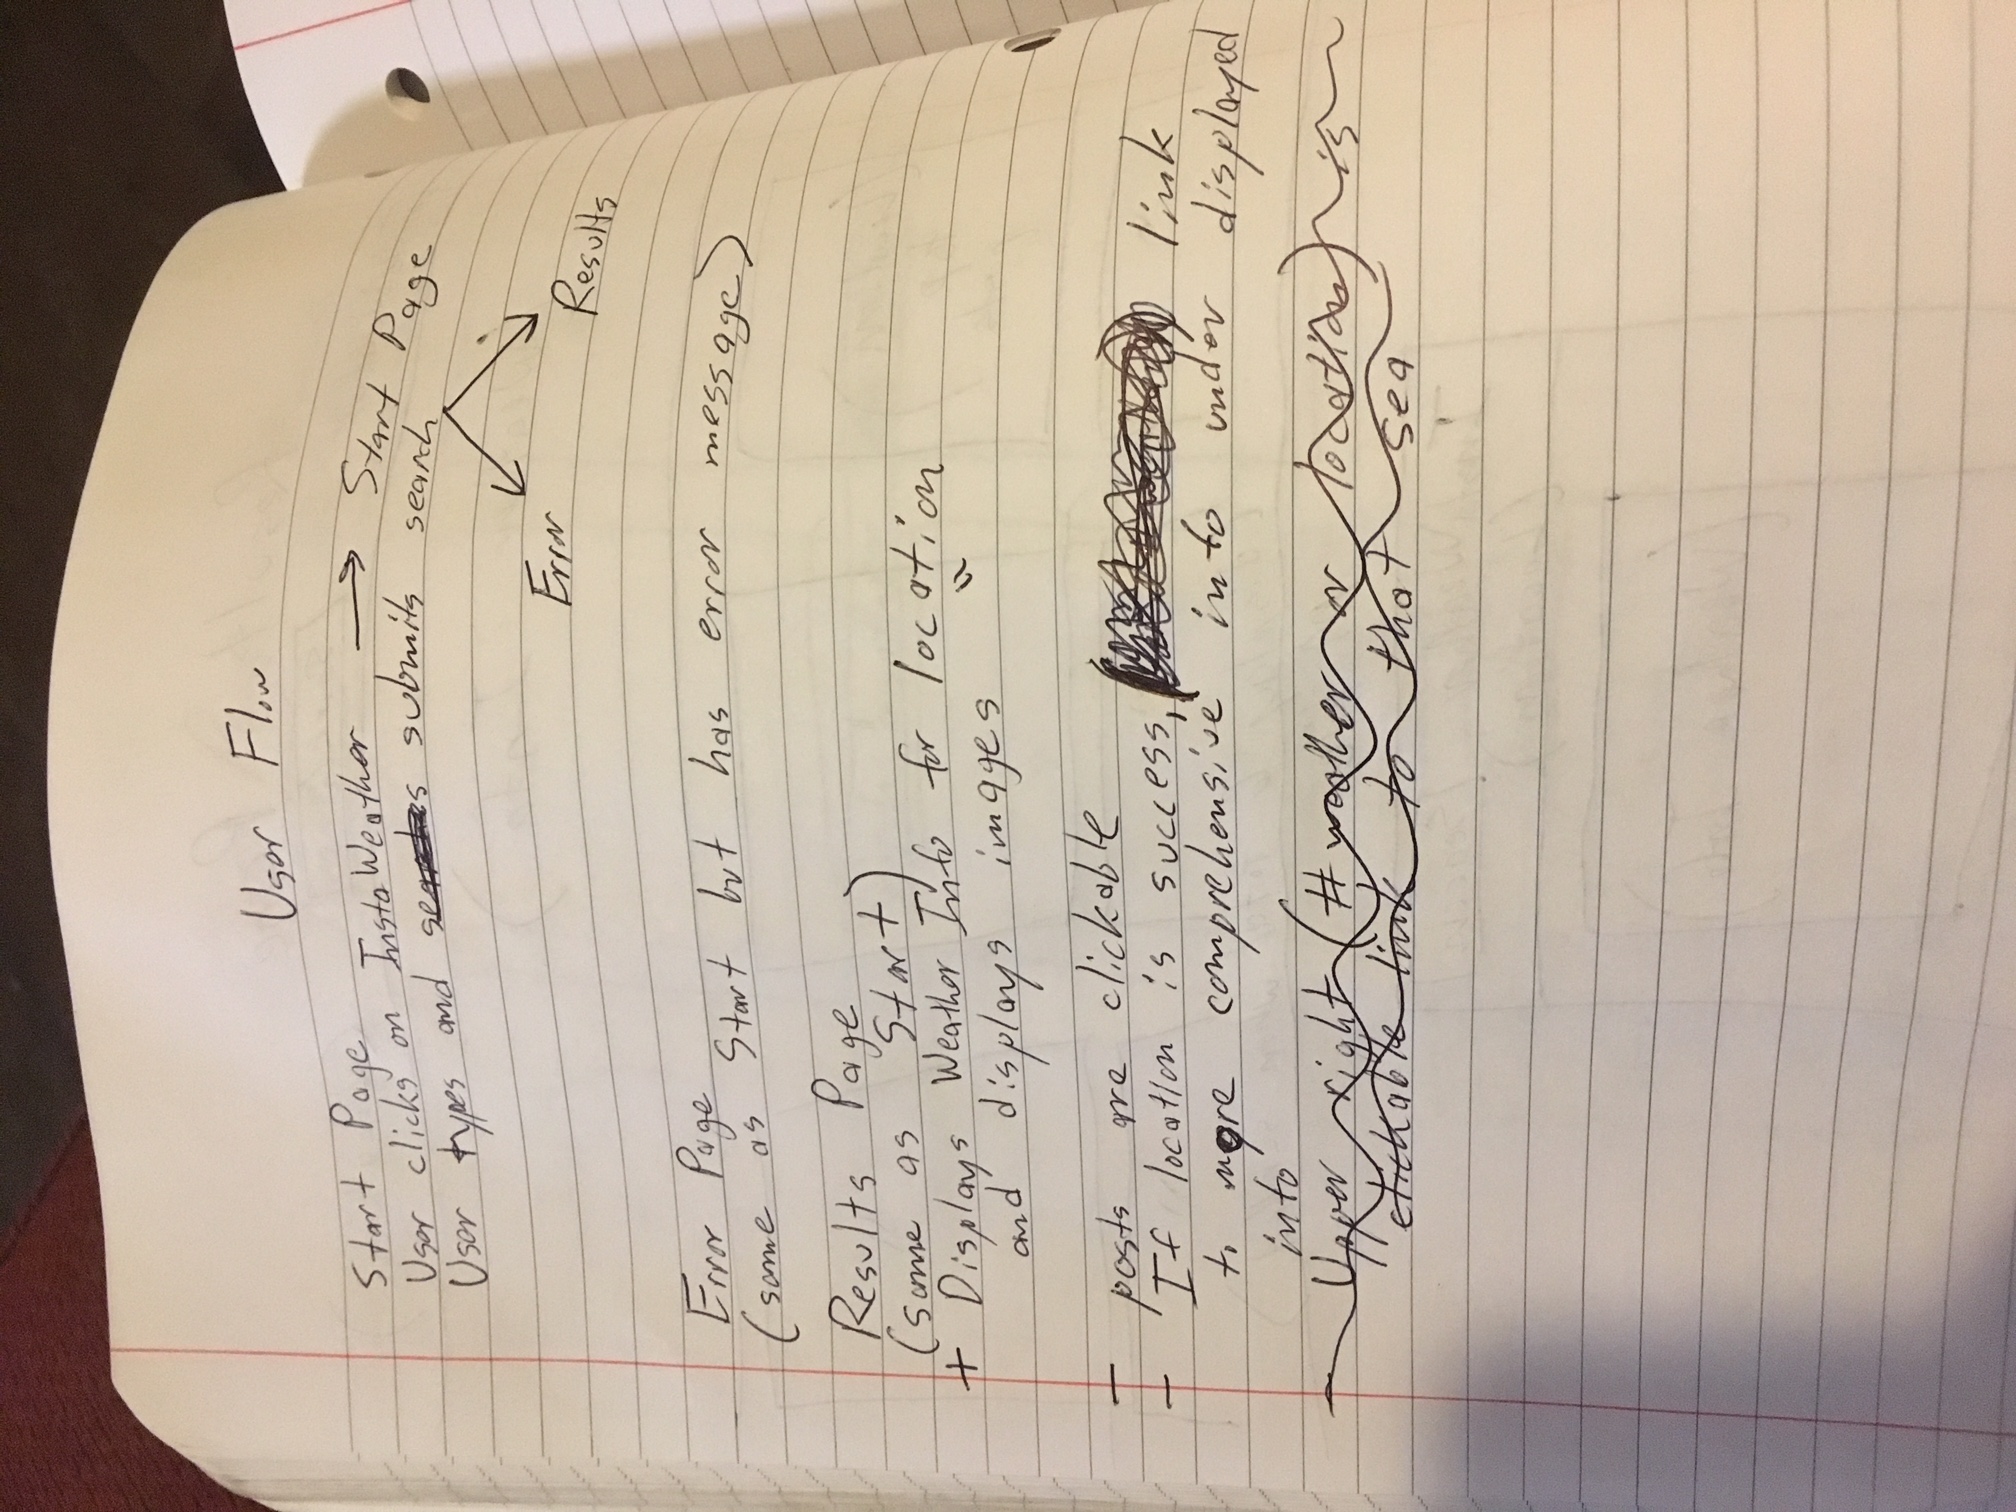 User Flow
Start Page
User clicks on InstaWeather → Start Page
User types and searches submits search
Error
Results
Error Page
(same as Start but has error message)
Results Page
(same as Start)
+ Displays Weather Info for location
and displays images "
- posts are clickable
- If location is success, link
to more comprehensive info under displayed
info
- Upper right (#weather or location) is
clickable link to that sea